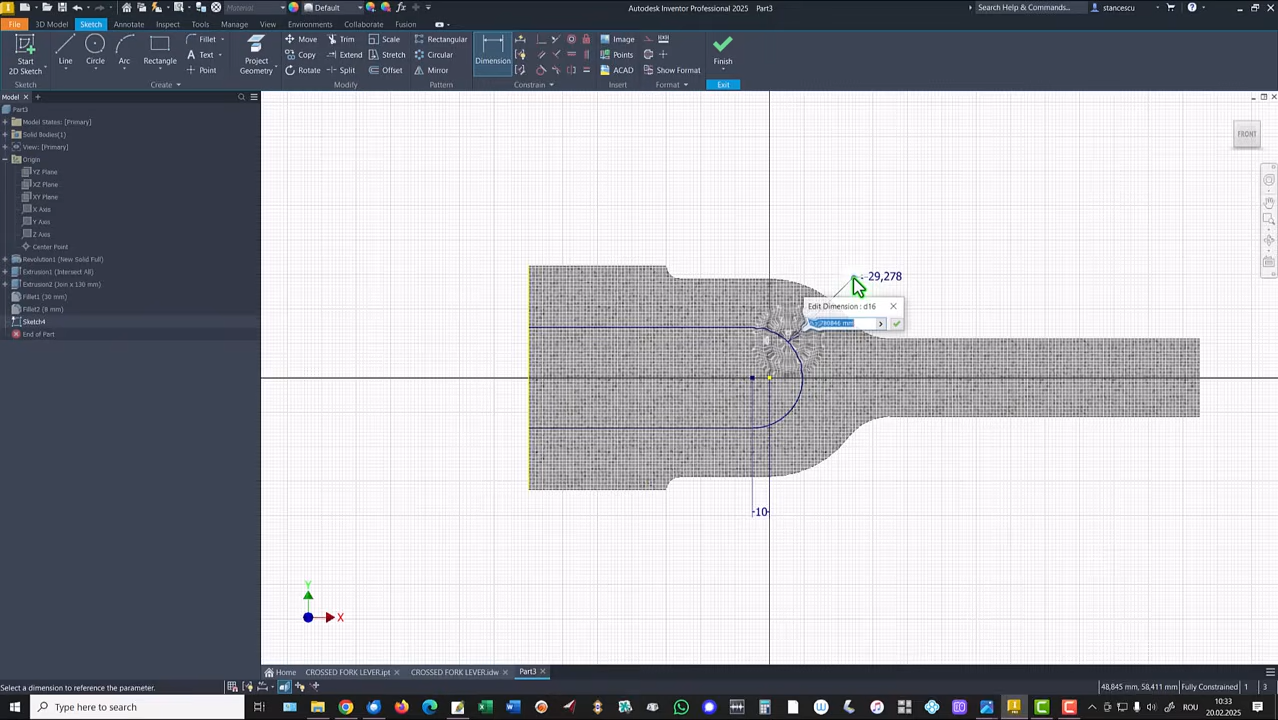 Material
Default
Autodesk Inventor Professional 2025 Part3
Search Help & Commands...
stancescu
File 3D Model Sketch Annotate Inspect Tools Manage View Environments Collaborate Fusion
Fillet Move Trim Scale Rectangular Image
Text Copy Extend Stretch Circular Points
Start 2D Sketch Line Circle Arc Rectangle Point Project Geometry Rotate Split Offset Mirror Dimension ACAD Show Format Finish
Sketch Create Modify Pattern Constrain Insert Format Exit
Model
Part3
Model States: [Primary]
Solid Bodies(1)
View: [Primary]
Origin
YZ Plane
XZ Plane
XY Plane
X Axis
Y Axis
Z Axis
Center Point
Revolution1 (New Solid Full)
Extrusion1 (Intersect All)
Extrusion2 (Join x 130 mm)
Fillet1 (30 mm)
Fillet2 (8 mm)
Sketch4
End of Part
FRONT
29,278
Edit Dimension : d16
10
Y
X
Home CROSSED FORK LEVER.ipt CROSSED FORK LEVER.idw Part3
Select a dimension to reference the parameter.
48,845 mm, 58,411 mm Fully Constrained 1 3
Type here to search
ROU
10:33
20.02.2025